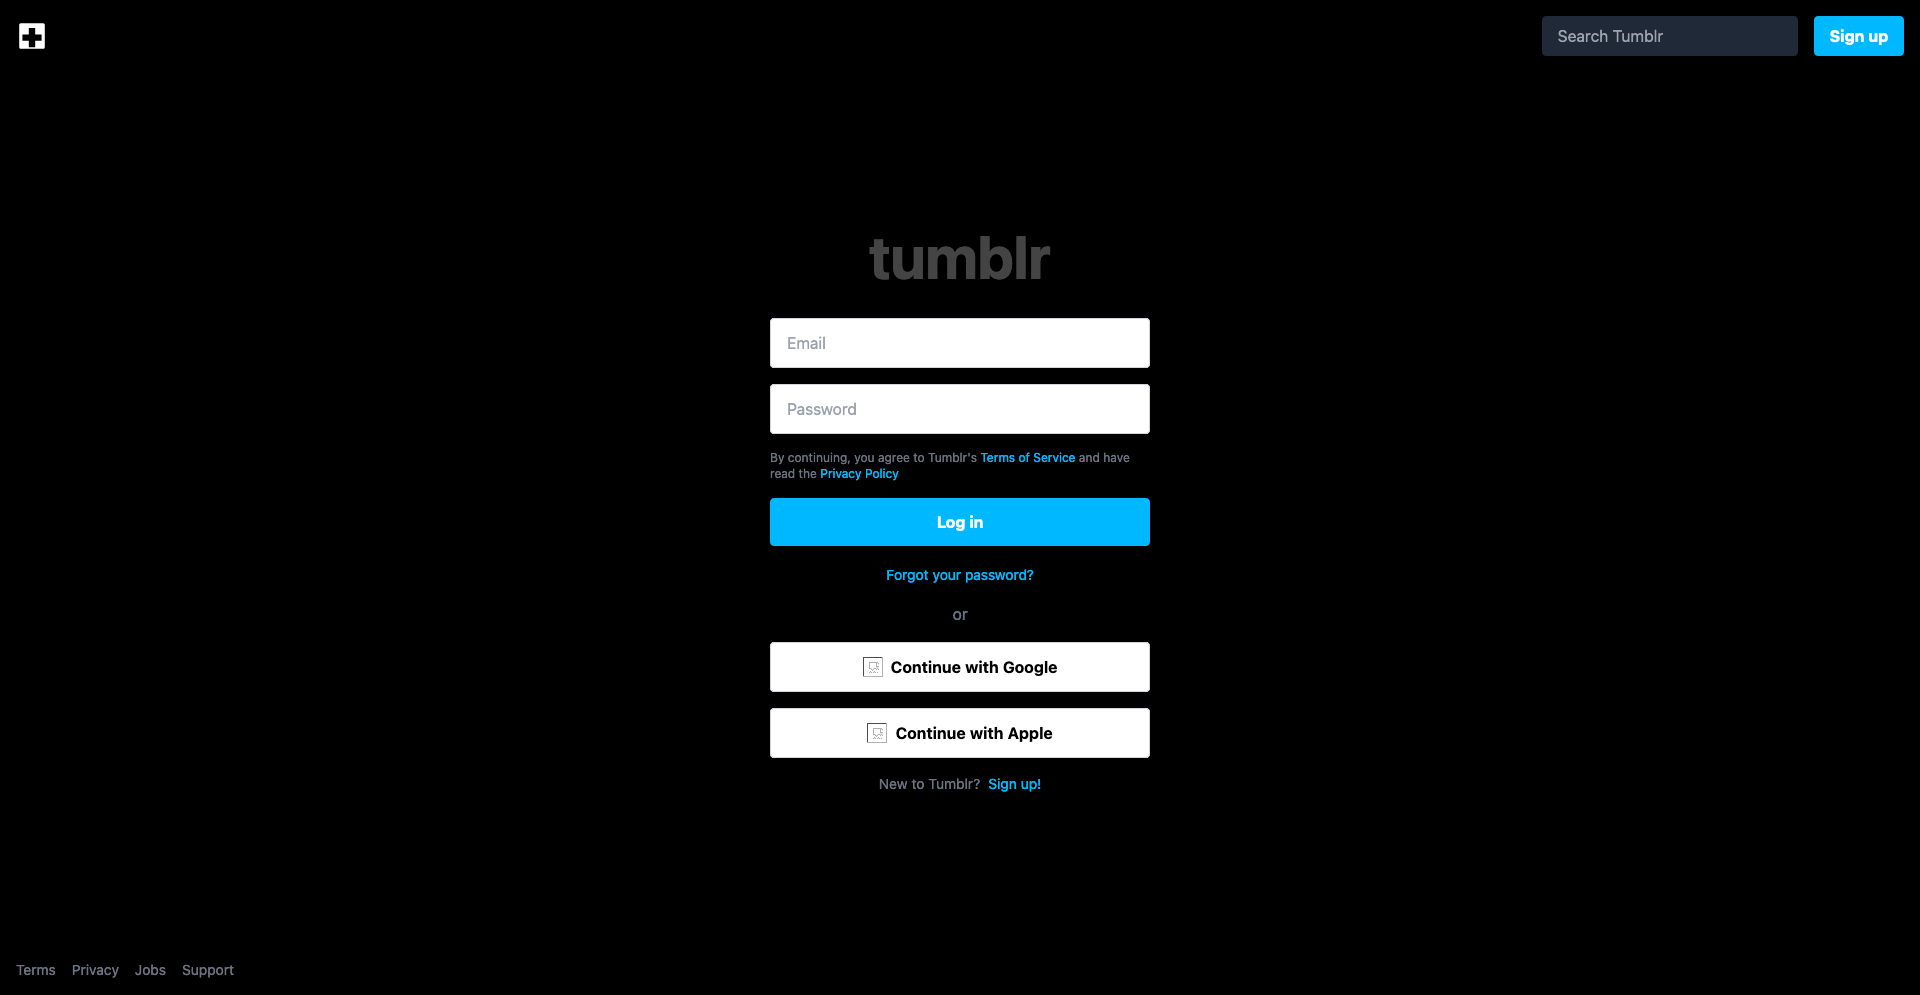 Search Tumblr
Sign up
tumblr
Email
Password
By continuing, you agree to Tumblr's Terms of Service and have
read the Privacy Policy
Log in
Forgot your password?
or
Continue with Google
Continue with Apple
New to Tumblr? Sign up!
Terms Privacy Jobs Support